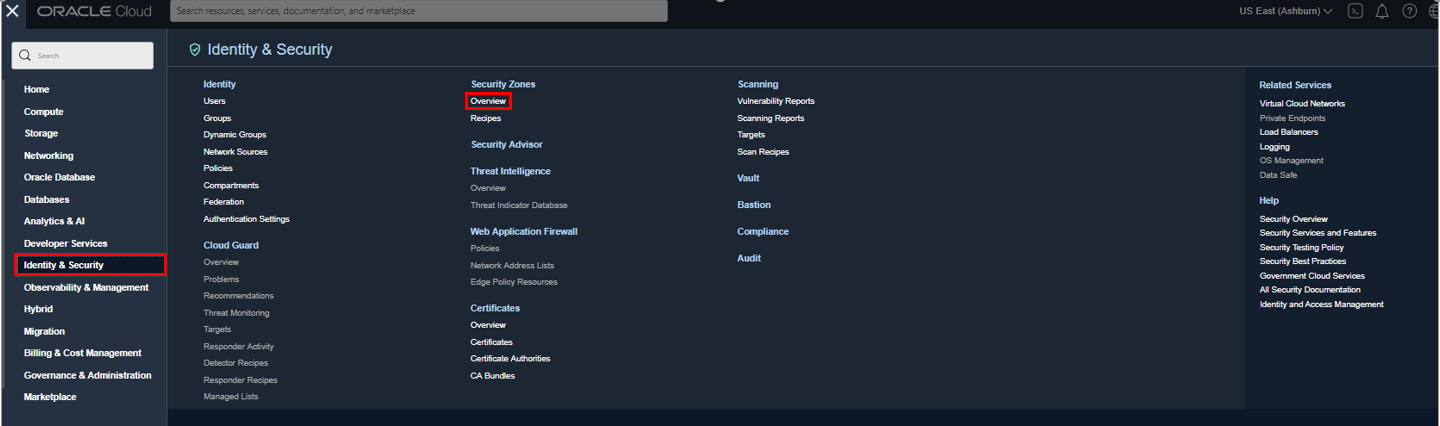 ORACLE Cloud
Search resources, services, documentation, and marketplace
US East (Ashburn)
Search
Home
Compute
Storage
Networking
Oracle Database
Databases
Analytics & AI
Developer Services
Identity & Security
Observability & Management
Hybrid
Migration
Billing & Cost Management
Governance & Administration
Marketplace
Identity & Security
Identity
Users
Groups
Dynamic Groups
Network Sources
Policies
Compartments
Federation
Authentication Settings
Cloud Guard
Overview
Problems
Recommendations
Threat Monitoring
Targets
Responder Activity
Detector Recipes
Responder Recipes
Managed Lists
Security Zones
Overview
Recipes
Security Advisor
Threat Intelligence
Overview
Threat Indicator Database
Web Application Firewall
Policies
Network Address Lists
Edge Policy Resources
Certificates
Overview
Certificates
Certificate Authorities
CA Bundles
Scanning
Vulnerability Reports
Scanning Reports
Targets
Scan Recipes
Vault
Bastion
Compliance
Audit
Related Services
Virtual Cloud Networks
Private Endpoints
Load Balancers
Logging
OS Management
Data Safe
Help
Security Overview
Security Services and Features
Security Testing Policy
Security Best Practices
Government Cloud Services
All Security Documentation
Identity and Access Management